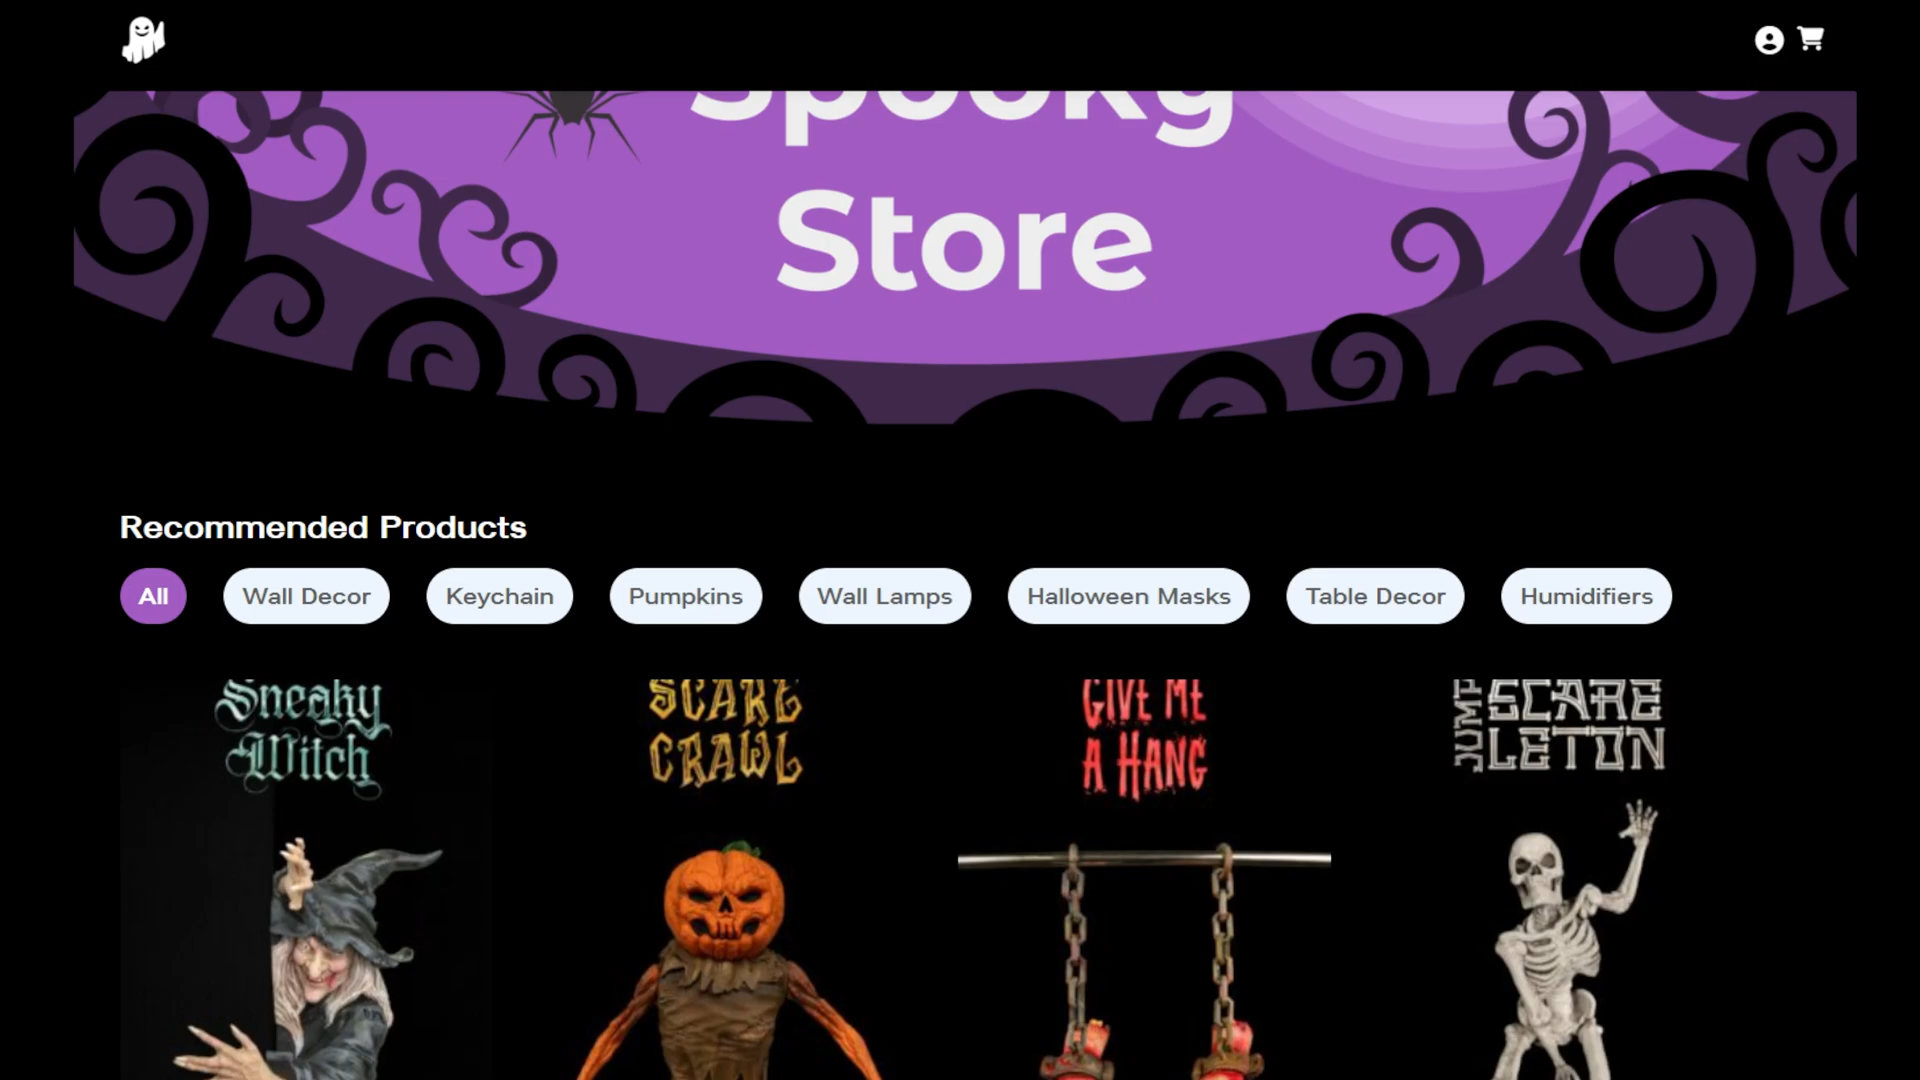 Spooky
Store
Recommended Products
All
Wall Decor
Keychain
Pumpkins
Wall Lamps
Halloween Masks
Table Decor
Humidifiers
Sneaky
Witch
SCARE
CRAWL
GIVE ME
A HANG
JUMP
SCARE
LETON